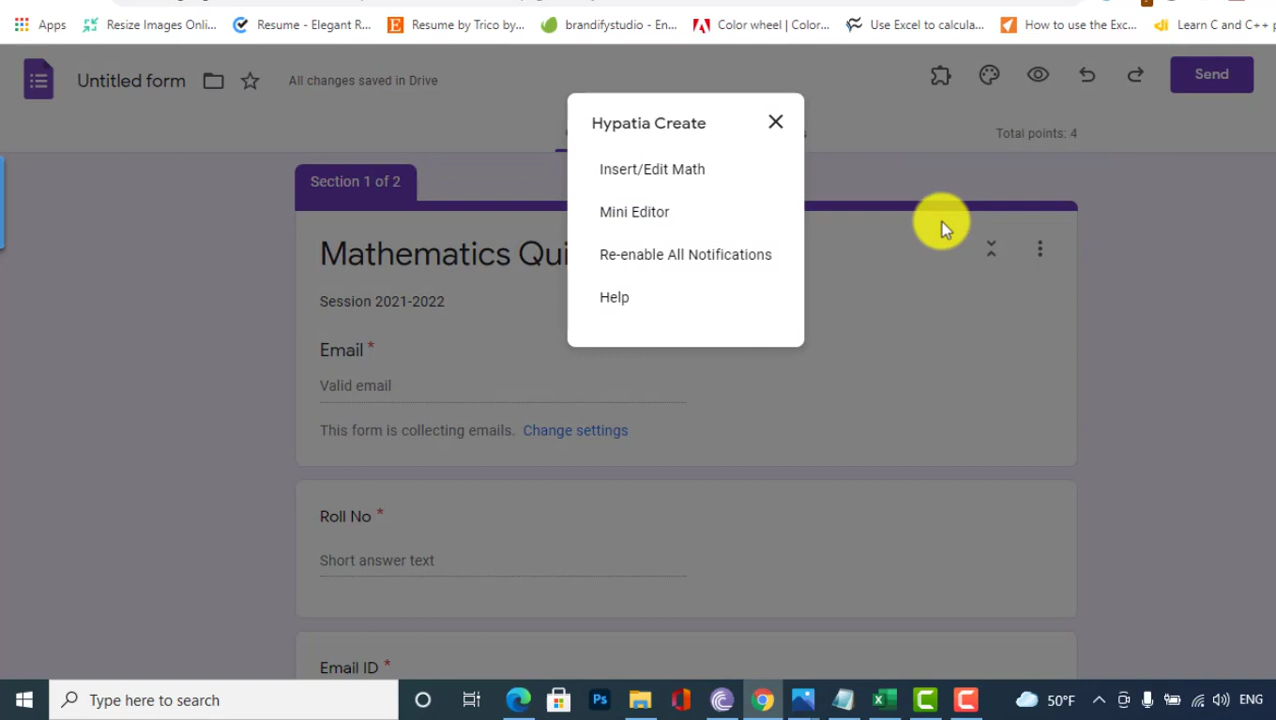 Apps Resize Images Onli... Resume - Elegant R... Resume by Trico by... brandifystudio - En... Color wheel | Color... Use Excel to calcula... How to use the Exc... Learn C and C++
Untitled form All changes saved in Drive Send
Hypatia Create
Total points: 4
Insert/Edit Math
Section 1 of 2
Mini Editor
Mathematics Qui
Re-enable All Notifications
Session 2021-2022
Help
Email *
Valid email
This form is collecting emails. Change settings
Roll No *
Short answer text
Email ID *
Type here to search
Ps
50°F ENG